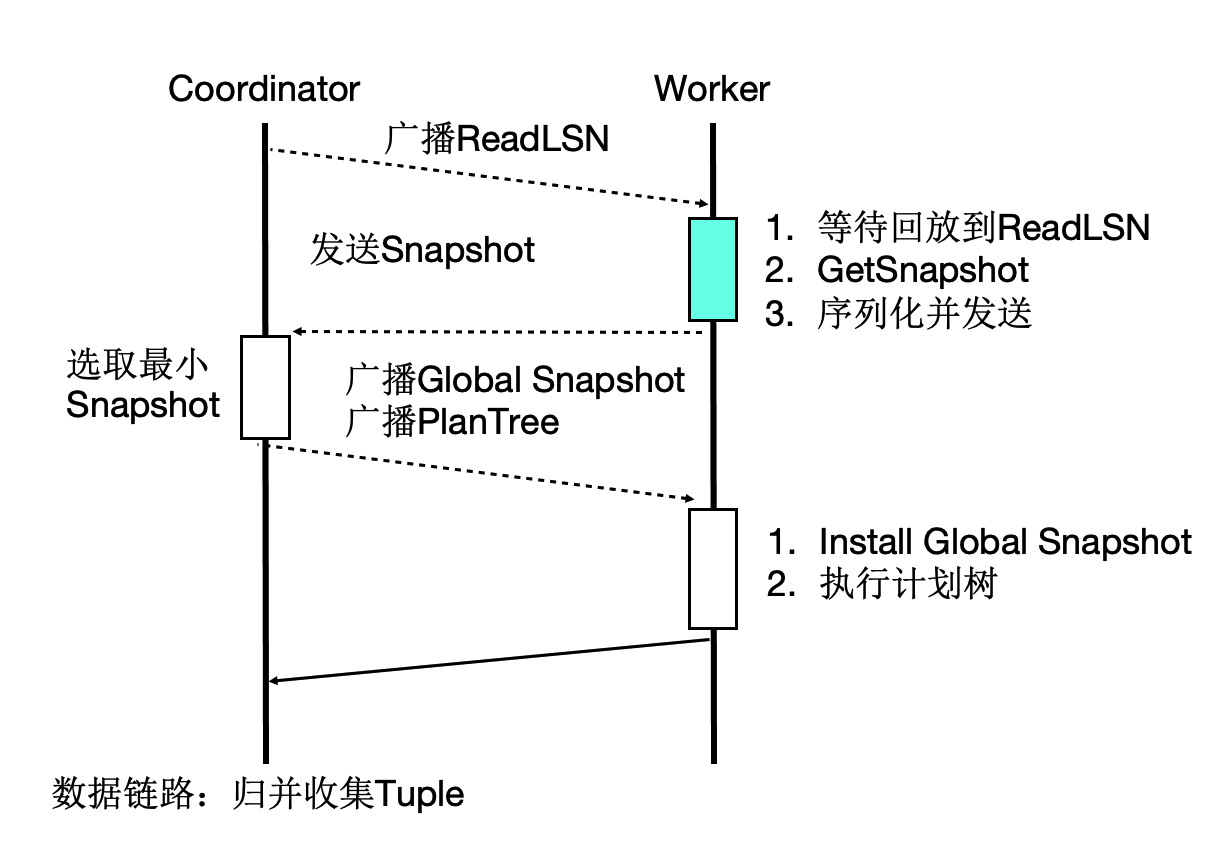 Coordinator
Worker
广播ReadLSN
发送Snapshot
1. 等待回放到ReadLSN
2. GetSnapshot
3. 序列化并发送
选取最小
Snapshot
广播Global Snapshot
广播PlanTree
1. Install Global Snapshot
2. 执行计划树
数据链路：归并收集Tuple